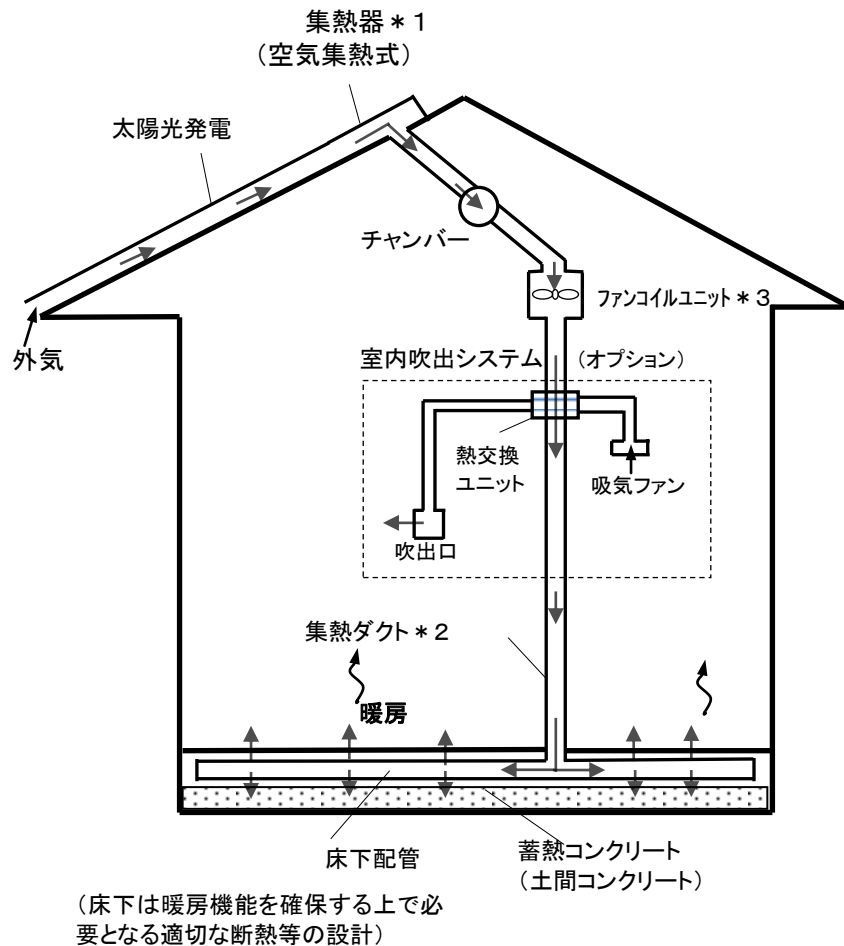 集熱器＊１
（空気集熱式）
太陽光発電
チャンバー
ファンコイルユニット＊３
外気
室内吹出システム （オプション）
熱交換
ユニット
吸気ファン
吹出口
集熱ダクト＊２
暖房
床下配管
蓄熱コンクリート
（土間コンクリート）
（床下は暖房機能を確保する上で必
要となる適切な断熱等の設計）